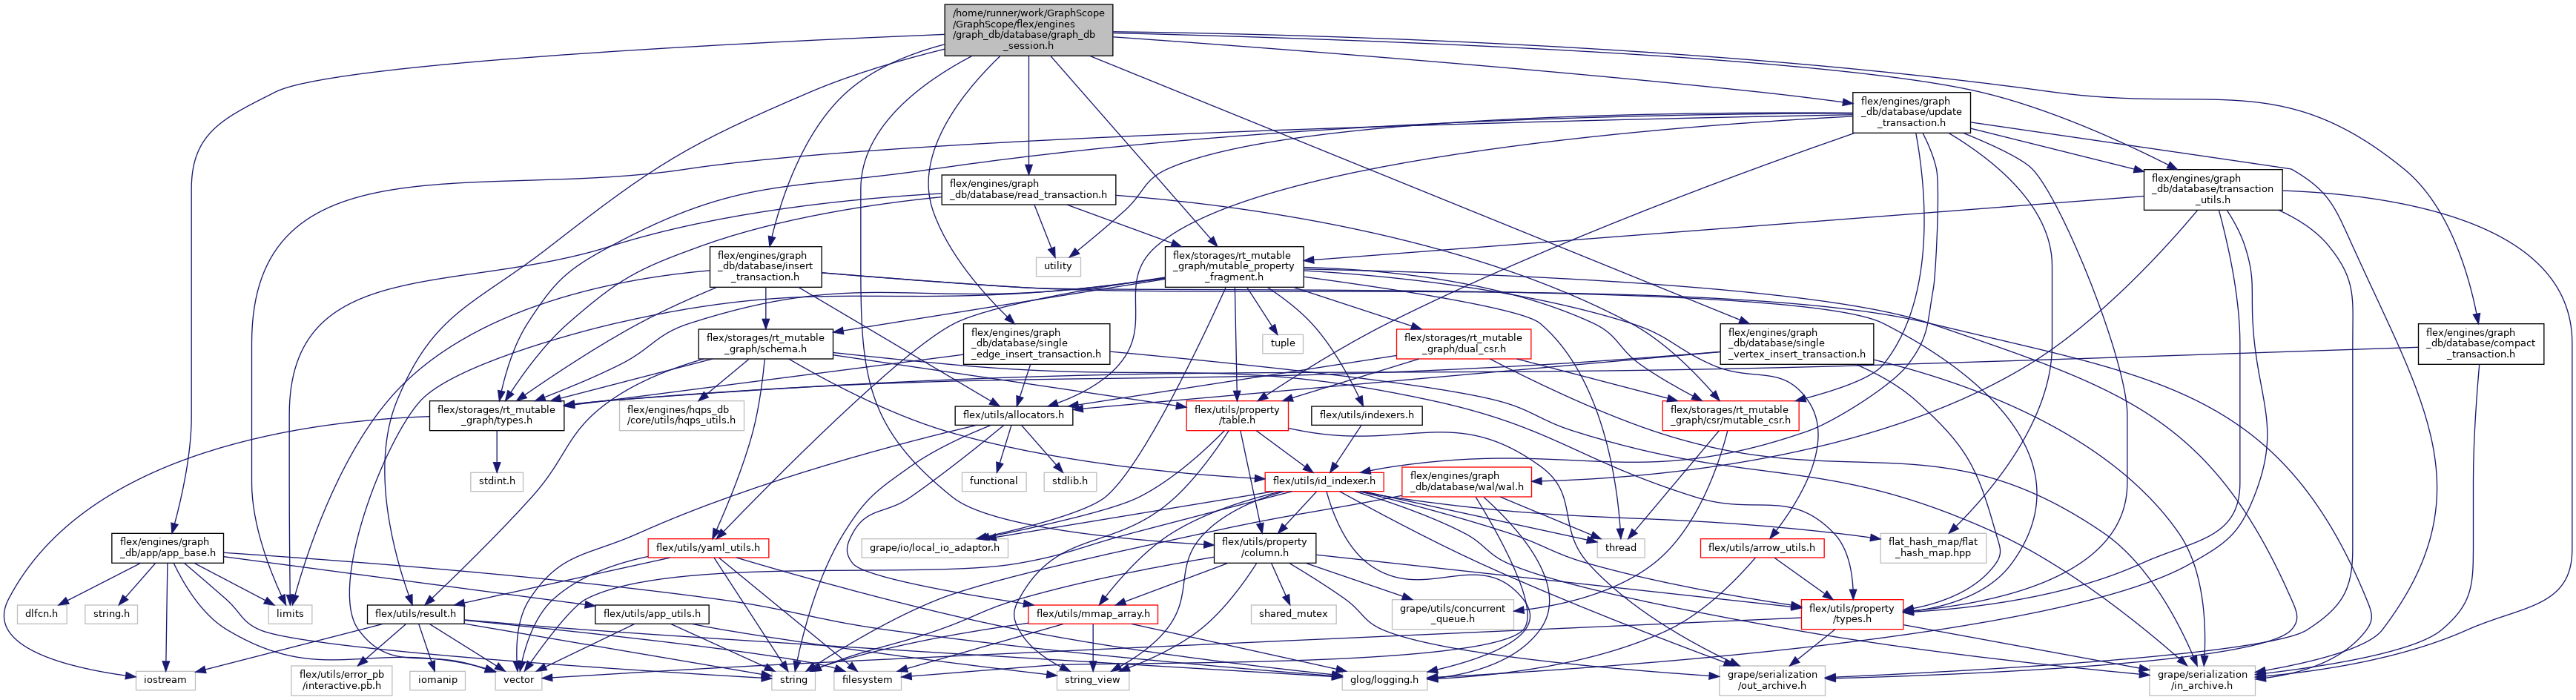 /home/runner/work/GraphScope
/GraphScope/flex/engines
/graph_db/database/graph_db
_session.h
flex/engines/graph
_db/database/update
_transaction.h
flex/engines/graph
_db/database/read_transaction.h
flex/engines/graph
_db/database/transaction
_utils.h
flex/engines/graph
_db/database/insert
_transaction.h
utility
flex/storages/rt_mutable
_graph/mutable_property
_fragment.h
flex/storages/rt_mutable
_graph/schema.h
flex/engines/graph
_db/database/single
_edge_insert_transaction.h
tuple
flex/storages/rt_mutable
_graph/dual_csr.h
flex/engines/graph
_db/database/single
_vertex_insert_transaction.h
flex/engines/graph
_db/database/compact
_transaction.h
flex/storages/rt_mutable
_graph/types.h
flex/engines/hqps_db
/core/utils/hqps_utils.h
flex/utils/allocators.h
flex/utils/property
/table.h
flex/utils/indexers.h
flex/storages/rt_mutable
_graph/csr/mutable_csr.h
stdint.h
functional
stdlib.h
flex/utils/id_indexer.h
flex/engines/graph
_db/database/wal/wal.h
flex/engines/graph
_db/app/app_base.h
flex/utils/yaml_utils.h
grape/io/local_io_adaptor.h
flex/utils/property
/column.h
thread
flex/utils/arrow_utils.h
flat_hash_map/flat
_hash_map.hpp
dlfcn.h
string.h
limits
flex/utils/result.h
flex/utils/app_utils.h
flex/utils/mmap_array.h
shared_mutex
grape/utils/concurrent
_queue.h
flex/utils/property
/types.h
iostream
flex/utils/error_pb
/interactive.pb.h
iomanip
vector
string
filesystem
string_view
glog/logging.h
grape/serialization
/out_archive.h
grape/serialization
/in_archive.h